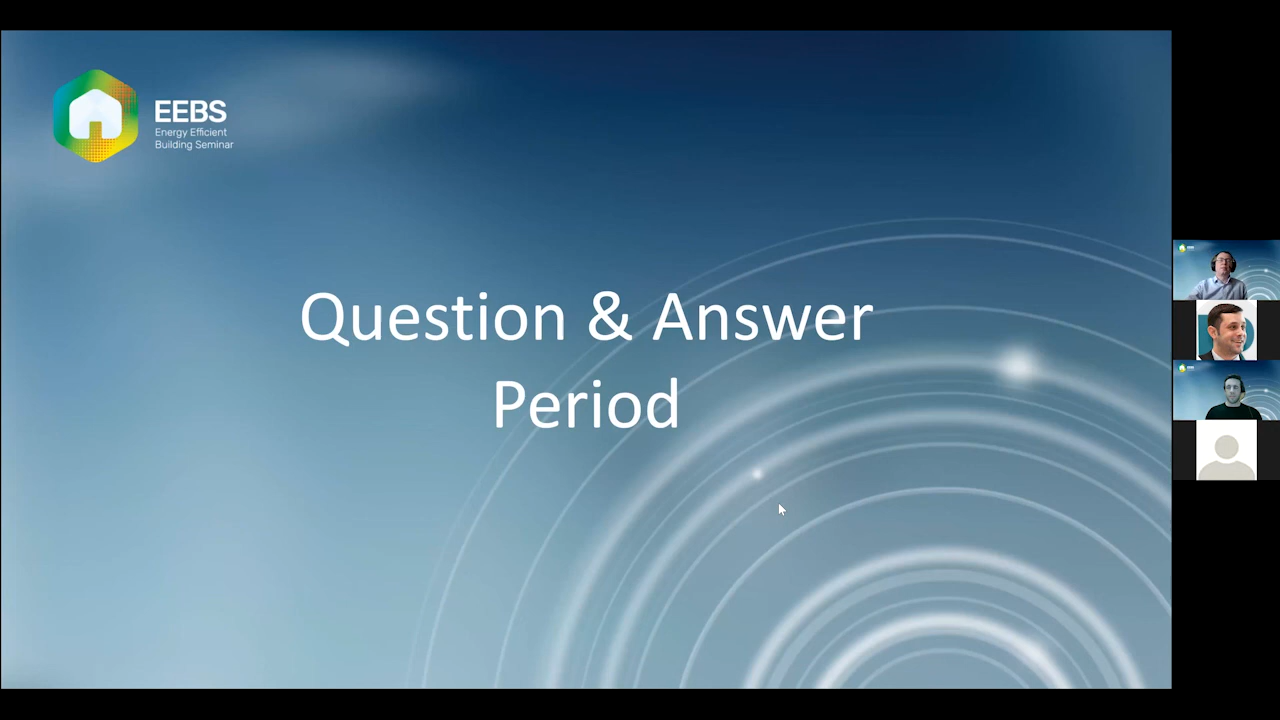 EEBS
Energy Efficient
Building Seminar
Question & Answer
Period